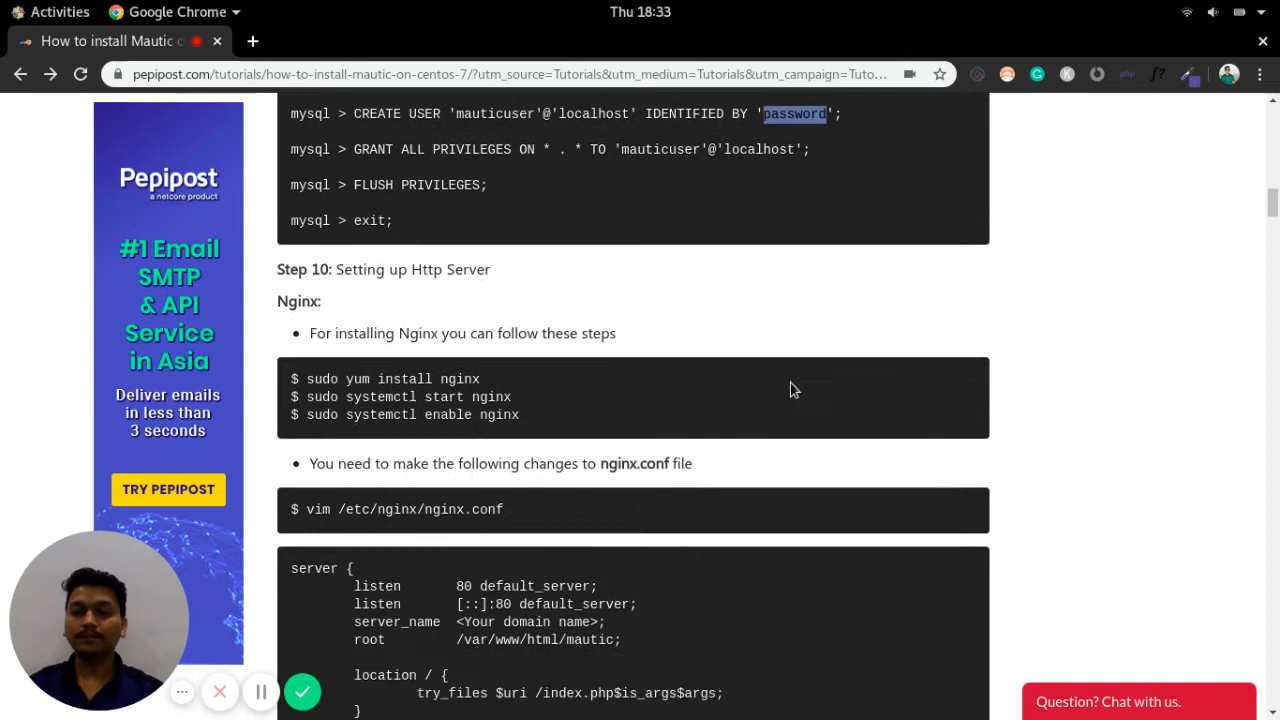 Activities
Google Chrome
Thu 18:33
How to install Mautic
pepipost.com/tutorials/how-to-install-mautic-on-centos-7/?utm_source=Tutorials&utm_medium=Tutorials&utm_campaign=Tuto...
php
f?
Pepipost
a netcore product
#1 Email
SMTP
& API
Service
in Asia
Deliver emails
in less than
3 seconds
TRY PEPIPOST
mysql > CREATE USER 'mauticuser'@'localhost' IDENTIFIED BY 'password';
mysql > GRANT ALL PRIVILEGES ON * . * TO 'mauticuser'@'localhost';
mysql > FLUSH PRIVILEGES;
mysql > exit;
Step 10: Setting up Http Server
Nginx:
• For installing Nginx you can follow these steps
$ sudo yum install nginx
$ sudo systemctl start nginx
$ sudo systemctl enable nginx
• You need to make the following changes to nginx.conf file
$ vim /etc/nginx/nginx.conf
server {
listen 80 default_server;
listen [::]:80 default_server;
server_name <Your domain name>;
root /var/www/html/mautic;
location / {
try_files $uri /index.php$is_args$args;
}
Question? Chat with us.